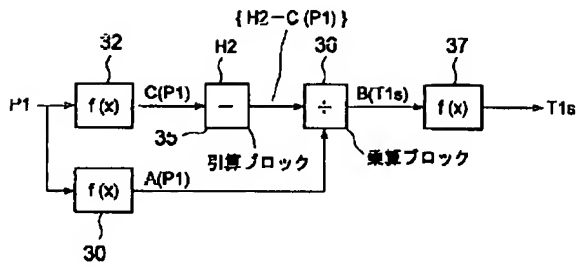 { H2-C (P1) }
32
H2
36
37
P1
f (x)
C(P1)
−
÷
B(T1s)
f (x)
T1s
35
引算ブロック
乗算ブロック
f (x)
A(P1)
30